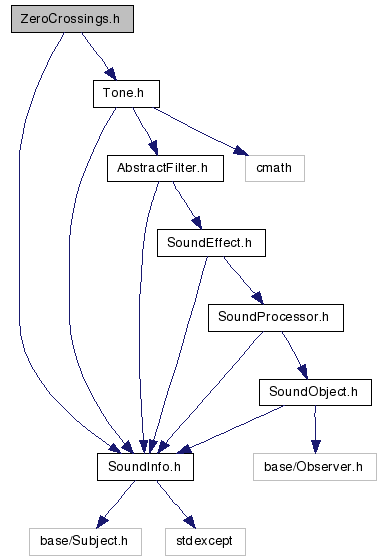 ZeroCrossings.h
Tone.h
AbstractFilter.h
cmath
SoundEffect.h
SoundProcessor.h
SoundObject.h
SoundInfo.h
base/Observer.h
base/Subject.h
stdexcept